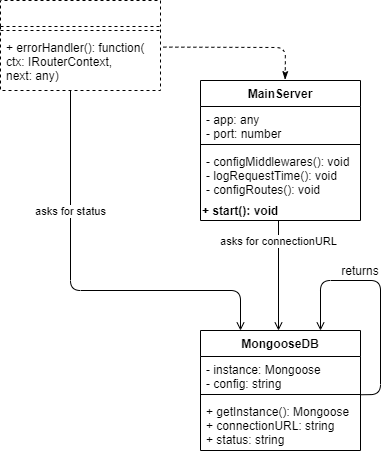 + errorHandler(): function(
ctx: IRouterContext,
next: any)
MainServer
- app: any
- port: number
- configMiddlewares(): void
- logRequestTime(): void
- configRoutes(): void
+ start(): void
asks for status
asks for connectionURL
returns
MongooseDB
- instance: Mongoose
- config: string
+ getInstance(): Mongoose
+ connectionURL: string
+ status: string